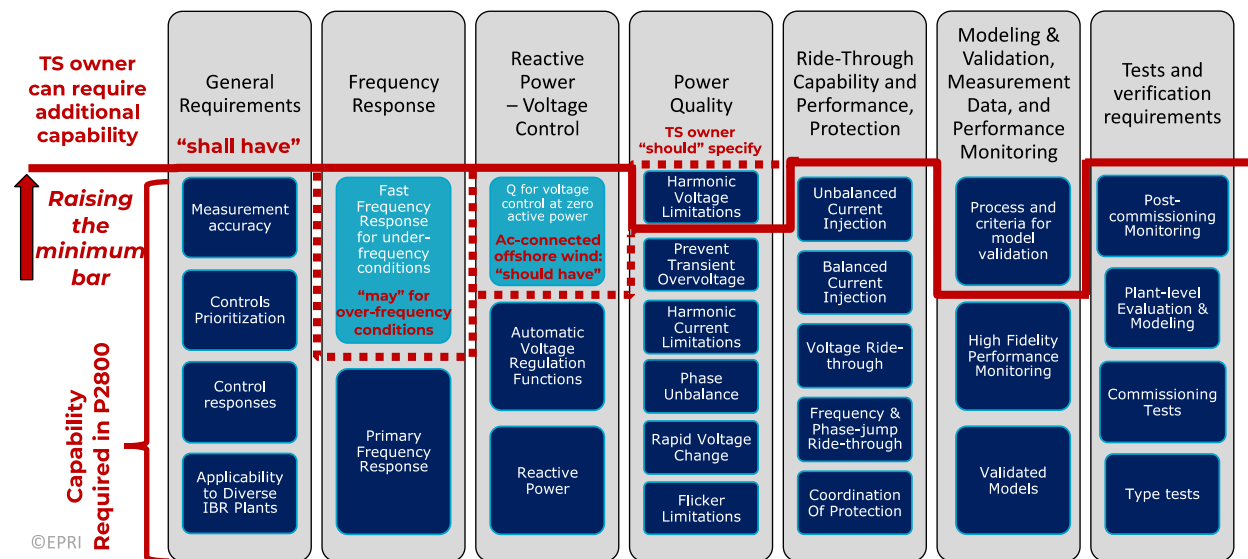 TS owner
can require
additional
capability
Raising
the
minimum
bar
Capability
Required in P2800
©EPRI
General
Requirements
“shall have”
Measurement
accuracy
Controls
Prioritization
Control
responses
Applicability
to Diverse
IBR Plants
Frequency
Response
Fast
Frequency
Response
for under-
frequency
conditions
“may” for
over-frequency
conditions
Primary
Frequency
Response
Reactive
Power
– Voltage
Control
Q for voltage
control at zero
active power
Ac-connected
offshore wind:
“should have”
Automatic
Voltage
Regulation
Functions
Reactive
Power
Power
Quality
TS owner
“should” specify
Harmonic
Voltage
Limitations
Prevent
Transient
Overvoltage
Harmonic
Current
Limitations
Phase
Unbalance
Rapid Voltage
Change
Flicker
Limitations
Ride-Through
Capability and
Performance,
Protection
Unbalanced
Current
Injection
Balanced
Current
Injection
Voltage Ride-
through
Frequency &
Phase-jump
Ride-through
Coordination
Of Protection
Modeling &
Validation,
Measurement
Data, and
Performance
Monitoring
Process and
criteria for
model
validation
High Fidelity
Performance
Monitoring
Validated
Models
Tests and
verification
requirements
Post-
commissioning
Monitoring
Plant-level
Evaluation &
Modeling
Commissioning
Tests
Type tests